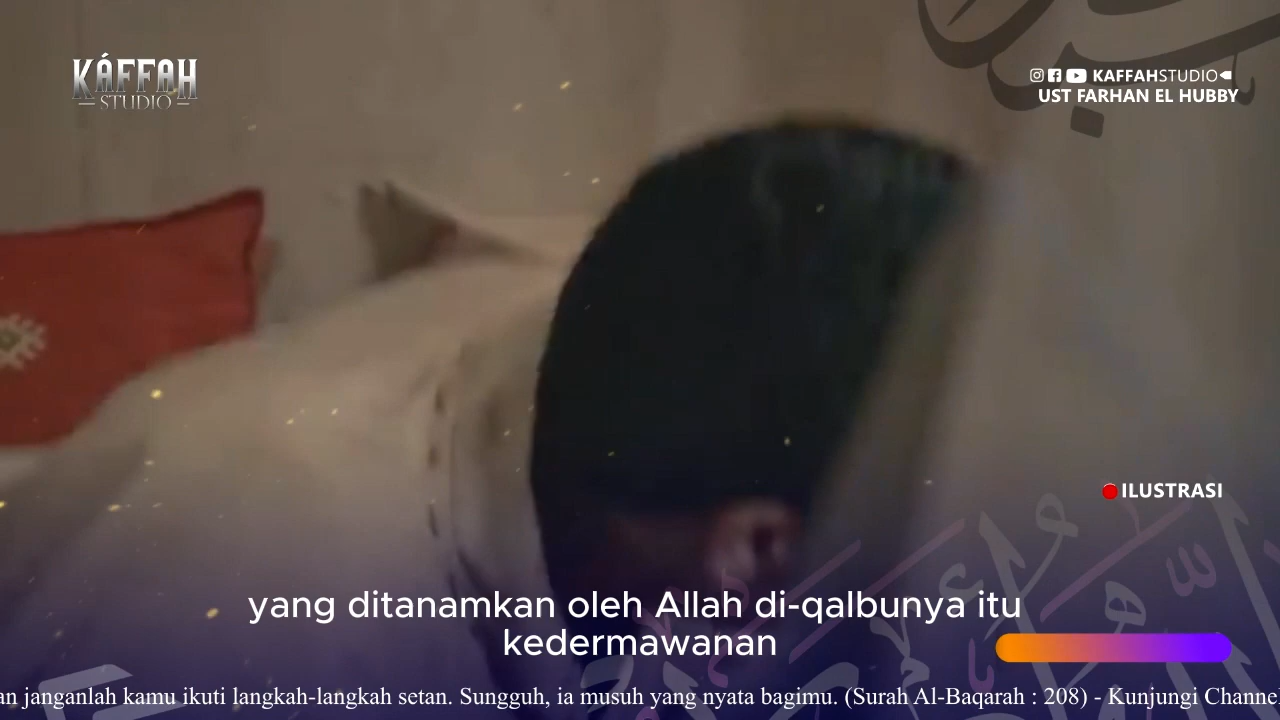 KÁFFAH
STUDIO
KAFFAHSTUDIO
UST FARHAN EL HUBBY
ILUSTRASI
yang ditanamkan oleh Allah di-qalbunya itu
kedermawanan
an janganlah kamu ikuti langkah-langkah setan. Sungguh, ia musuh yang nyata bagimu. (Surah Al-Baqarah : 208) - Kunjungi Channe